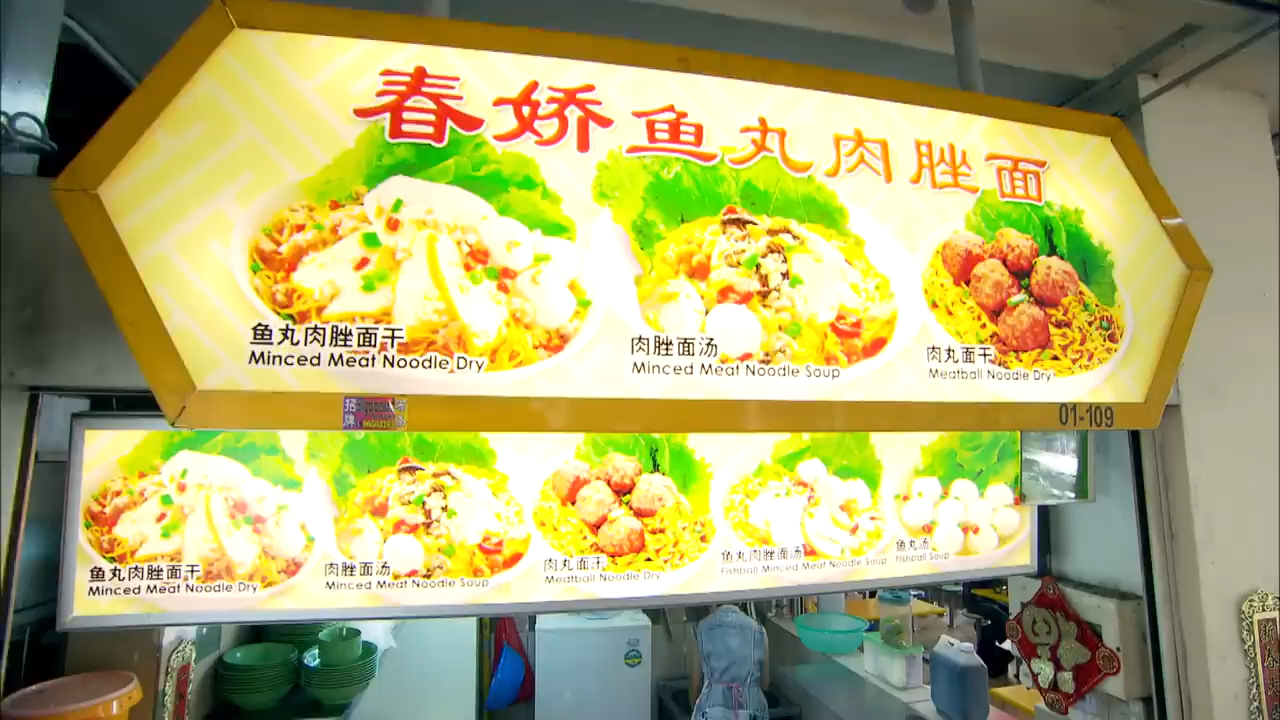 春娇鱼丸肉脞面
鱼丸肉脞面干
Minced Meat Noodle Dry
肉脞面汤
Minced Meat Noodle Soup
肉丸面干
Meatball Noodle Dry
招牌
01-109
鱼丸肉脞面干
Minced Meat Noodle Dry
肉脞面汤
Minced Meat Noodle Soup
肉丸面干
Meatball Noodle Dry
鱼丸肉脞面汤
Fishball Minced Meat Noodle Soup
鱼丸汤
Fishball Soup